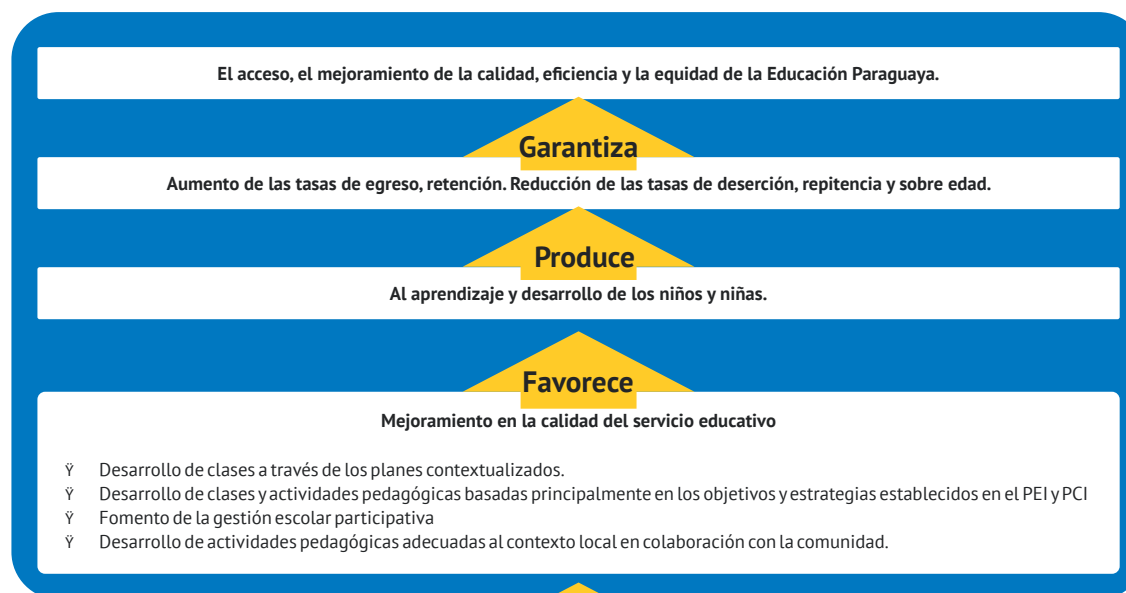 El acceso, el mejoramiento de la calidad, eficiencia y la equidad de la Educación Paraguaya.
Garantiza
Aumento de las tasas de egreso, retención. Reducción de las tasas de deserción, repitencia y sobre edad.
Produce
Al aprendizaje y desarrollo de los niños y niñas.
Favorece
Mejoramiento en la calidad del servicio educativo
Ÿ Desarrollo de clases a través de los planes contextualizados.
Ÿ Desarrollo de clases y actividades pedagógicas basadas principalmente en los objetivos y estrategias establecidos en el PEI y PCI
Ÿ Fomento de la gestión escolar participativa
Ÿ Desarrollo de actividades pedagógicas adecuadas al contexto local en colaboración con la comunidad.